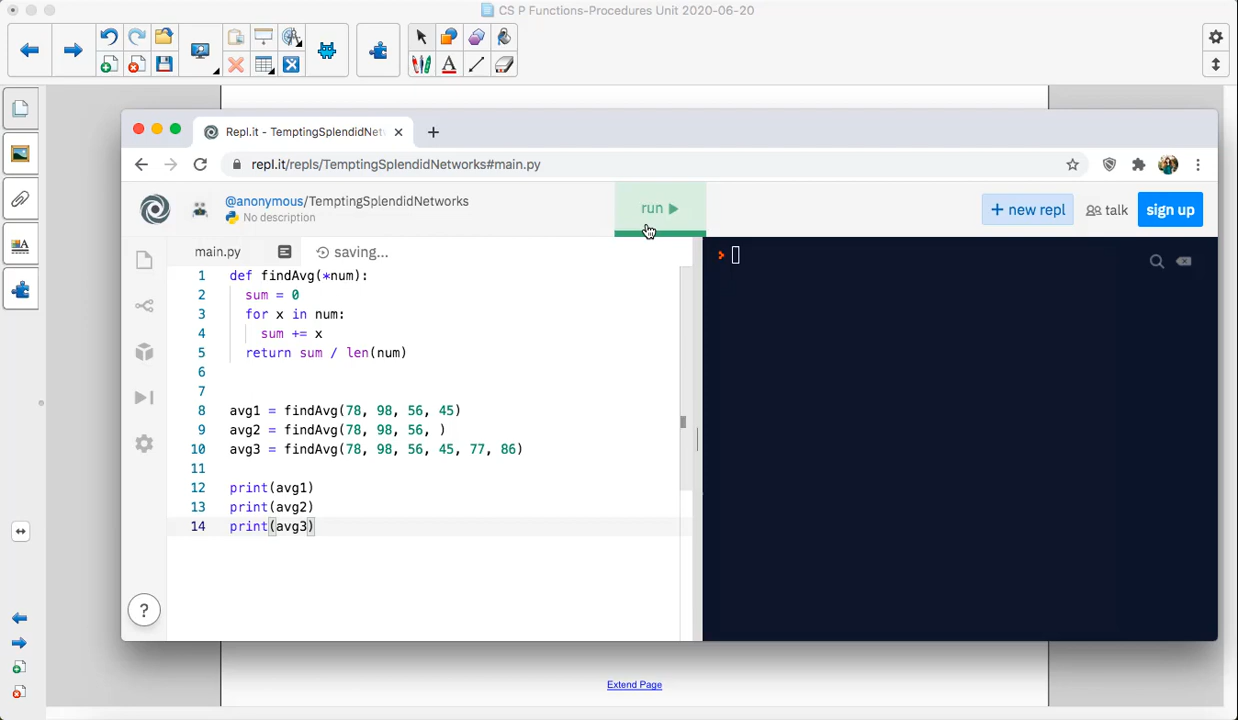 CS P Functions-Procedures Unit 2020-06-20
A
Repl.it - TemptingSplendidNet
repl.it/repls/TemptingSplendidNetworks#main.py
@anonymous/TemptingSplendidNetworks
No description
run
+ new repl
talk
sign up
main.py
saving...
1 def findAvg(*num):
2 sum = 0
3 for x in num:
4 sum += x
5 return sum / len(num)
6
7
8 avg1 = findAvg(78, 98, 56, 45)
9 avg2 = findAvg(78, 98, 56, )
10 avg3 = findAvg(78, 98, 56, 45, 77, 86)
11
12 print(avg1)
13 print(avg2)
14 print(avg3)
?
Extend Page